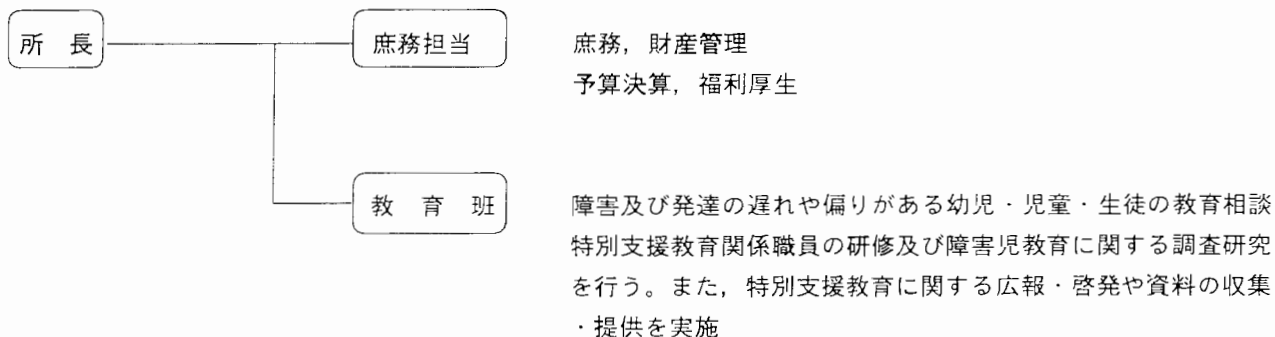 所　長
庶務担当
庶務，財産管理
予算決算，福利厚生
教　育　班
障害及び発達の遅れや偏りがある幼児・児童・生徒の教育相談
特別支援教育関係職員の研修及び障害児教育に関する調査研究
を行う。また，特別支援教育に関する広報・啓発や資料の収集
・提供を実施